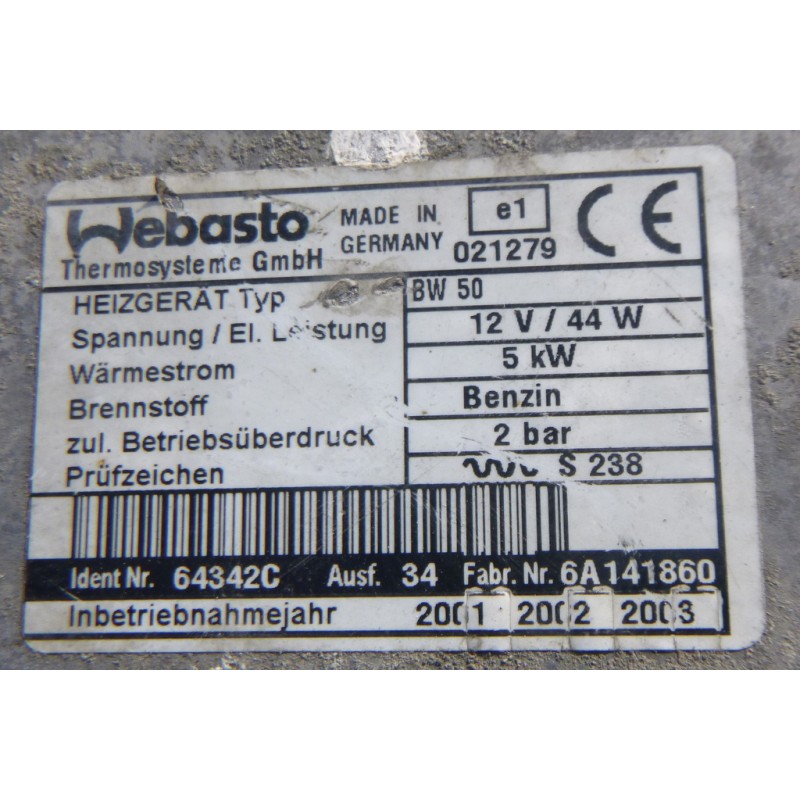 Webasto MADE IN e1 CE
Thermosysteme GmbH GERMANY 021279
HEIZGERÄT Typ BW 50
Spannung / El. Leistung 12 V / 44 W
Wärmestrom 5 kW
Brennstoff Benzin
zul. Betriebsüberdruck 2 bar
Prüfzeichen S 238
Ident Nr. 64342C Ausf. 34 Fabr. Nr. 6A141860
Inbetriebnahmejahr 2001 2002 2003